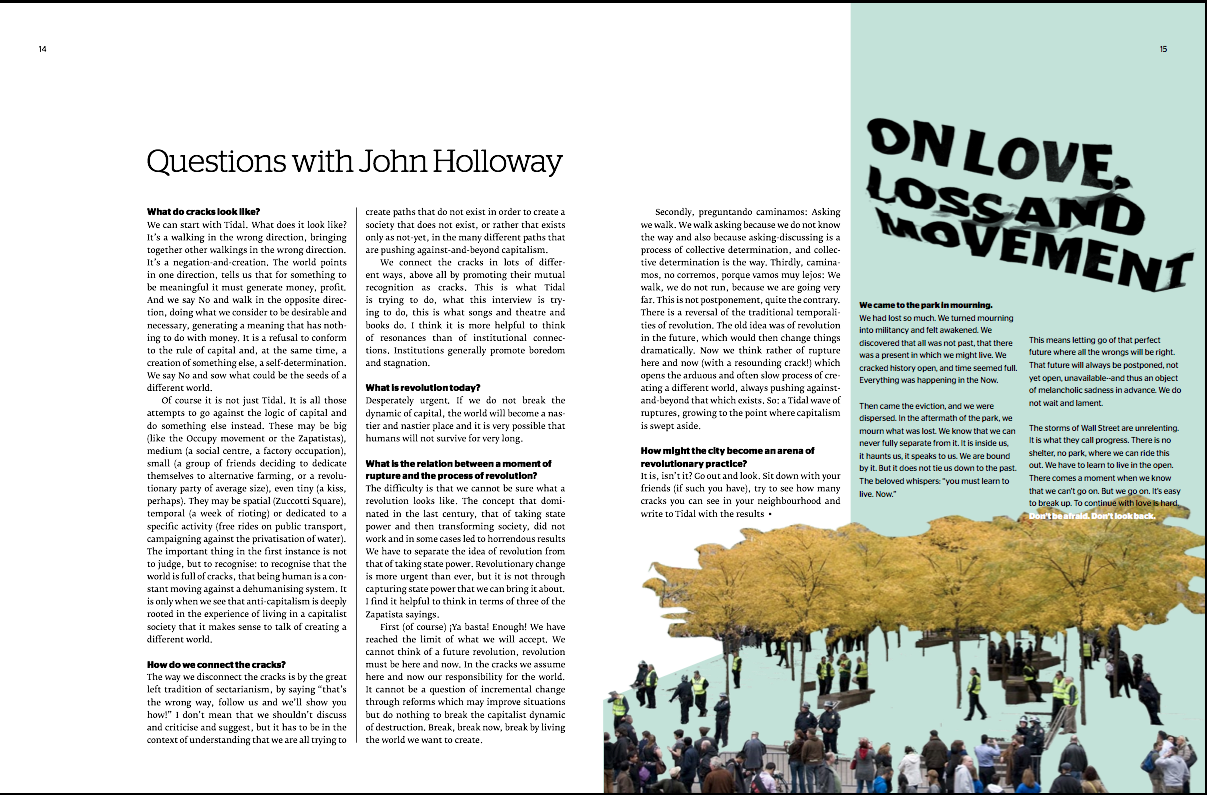 14
Questions with John Holloway
What do cracks look like?
We can start with Tidal. What does it look like?
It's a walking in the wrong direction, bringing
together other walkings in the wrong direction.
It's a negation-and-creation. The world points
in one direction, tells us that for something to
be meaningful it must generate money, profit.
And we say No and walk in the opposite direc-
tion, doing what we consider to be desirable and
necessary, generating a meaning that has noth-
ing to do with money. It is a refusal to conform
to the rule of capital and, at the same time, a
creation of something else, a self-determination.
We say No and sow what could be the seeds of a
different world.
Of course it is not just Tidal. It is all those
attempts to go against the logic of capital and
do something else instead. These may be big
(like the Occupy movement or the Zapatistas),
medium (a social centre, a factory occupation),
small (a group of friends deciding to dedicate
themselves to alternative farming, or a revolu-
tionary party of average size), even tiny (a kiss,
perhaps). They may be spatial (Zuccotti Square),
temporal (a week of rioting) or dedicated to a
specific activity (free rides on public transport,
campaigning against the privatisation of water).
The important thing in the first instance is not
to judge, but to recognise: to recognise that the
world is full of cracks, that being human is a con-
stant moving against a dehumanising system. It
is only when we see that anti-capitalism is deeply
rooted in the experience of living in a capitalist
society that it makes sense to talk of creating a
different world.
How do we connect the cracks?
The way we disconnect the cracks is by the great
left tradition of sectarianism, by saying "that's
the wrong way, follow us and we'll show you
how!" I don't mean that we shouldn't discuss
and criticise and suggest, but it has to be in the
context of understanding that we are all trying to
create paths that do not exist in order to create a
society that does not exist, or rather that exists
only as not-yet, in the many different paths that
are pushing against-and-beyond capitalism.
We connect the cracks in lots of differ-
ent ways, above all by promoting their mutual
recognition as cracks. This is what Tidal
is trying to do, what this interview is try-
ing to do, this is what songs and theatre and
books do. I think it is more helpful to think
of resonances than of institutional connec-
tions. Institutions generally promote boredom
and stagnation.
What is revolution today?
Desperately urgent. If we do not break the
dynamic of capital, the world will become a nas-
tier and nastier place and it is very possible that
humans will not survive for very long.
What is the relation between a moment of
rupture and the process of revolution?
The difficulty is that we cannot be sure what a
revolution looks like. The concept that domi-
nated in the last century, that of taking state
power and then transforming society, did not
work and in some cases led to horrendous results
We have to separate the idea of revolution from
that of taking state power. Revolutionary change
is more urgent than ever, but it is not through
capturing state power that we can bring it about.
I find it helpful to think in terms of three of the
Zapatista sayings.
First (of course) ¡Ya basta! Enough! We have
reached the limit of what we will accept. We
cannot think of a future revolution, revolution
must be here and now. In the cracks we assume
here and now our responsibility for the world.
It cannot be a question of incremental change
through reforms which may improve situations
but do nothing to break the capitalist dynamic
of destruction. Break, break now, break by living
the world we want to create.
Secondly, preguntando caminamos: Asking
we walk. We walk asking because we do not know
the way and also because asking-discussing is a
process of collective determination, and collec-
tive determination is the way. Thirdly, camina-
mos, no corremos, porque vamos muy lejos: We
walk, we do not run, because we are going very
far. This is not postponement, quite the contrary.
There is a reversal of the traditional temporali-
ties of revolution. The old idea was of revolution
in the future, which would then change things
dramatically. Now we think rather of rupture
here and now (with a resounding crack!) which
opens the arduous and often slow process of cre-
ating a different world, always pushing against-
and-beyond that which exists. So: a Tidal wave of
ruptures, growing to the point where capitalism
is swept aside.
How might the city become an arena of
revolutionary practice?
It is, isn't it? Go out and look. Sit down with your
friends (if such you have), try to see how many
cracks you can see in your neighbourhood and
write to Tidal with the results •
15
ON LOVE,
LOSS AND
MOVEMENT
We came to the park in mourning.
We had lost so much. We turned mourning
into militancy and felt awakened. We
discovered that all was not past, that there
was a present in which we might live. We
cracked history open, and time seemed full.
Everything was happening in the Now.
Then came the eviction, and we were
dispersed. In the aftermath of the park, we
mourn what was lost. We know that we can
never fully separate from it. It is inside us,
it haunts us, it speaks to us. We are bound
by it. But it does not tie us down to the past.
The beloved whispers: "you must learn to
live. Now."
This means letting go of that perfect
future where all the wrongs will be right.
That future will always be postponed, not
yet open, unavailable--and thus an object
of melancholic sadness in advance. We do
not wait and lament.
The storms of Wall Street are unrelenting.
It is what they call progress. There is no
shelter, no park, where we can ride this
out. We have to learn to live in the open.
There comes a moment when we know
that we can't go on. But we go on. It's easy
to break up. To continue with love is hard.
Don't be afraid. Don't look back.